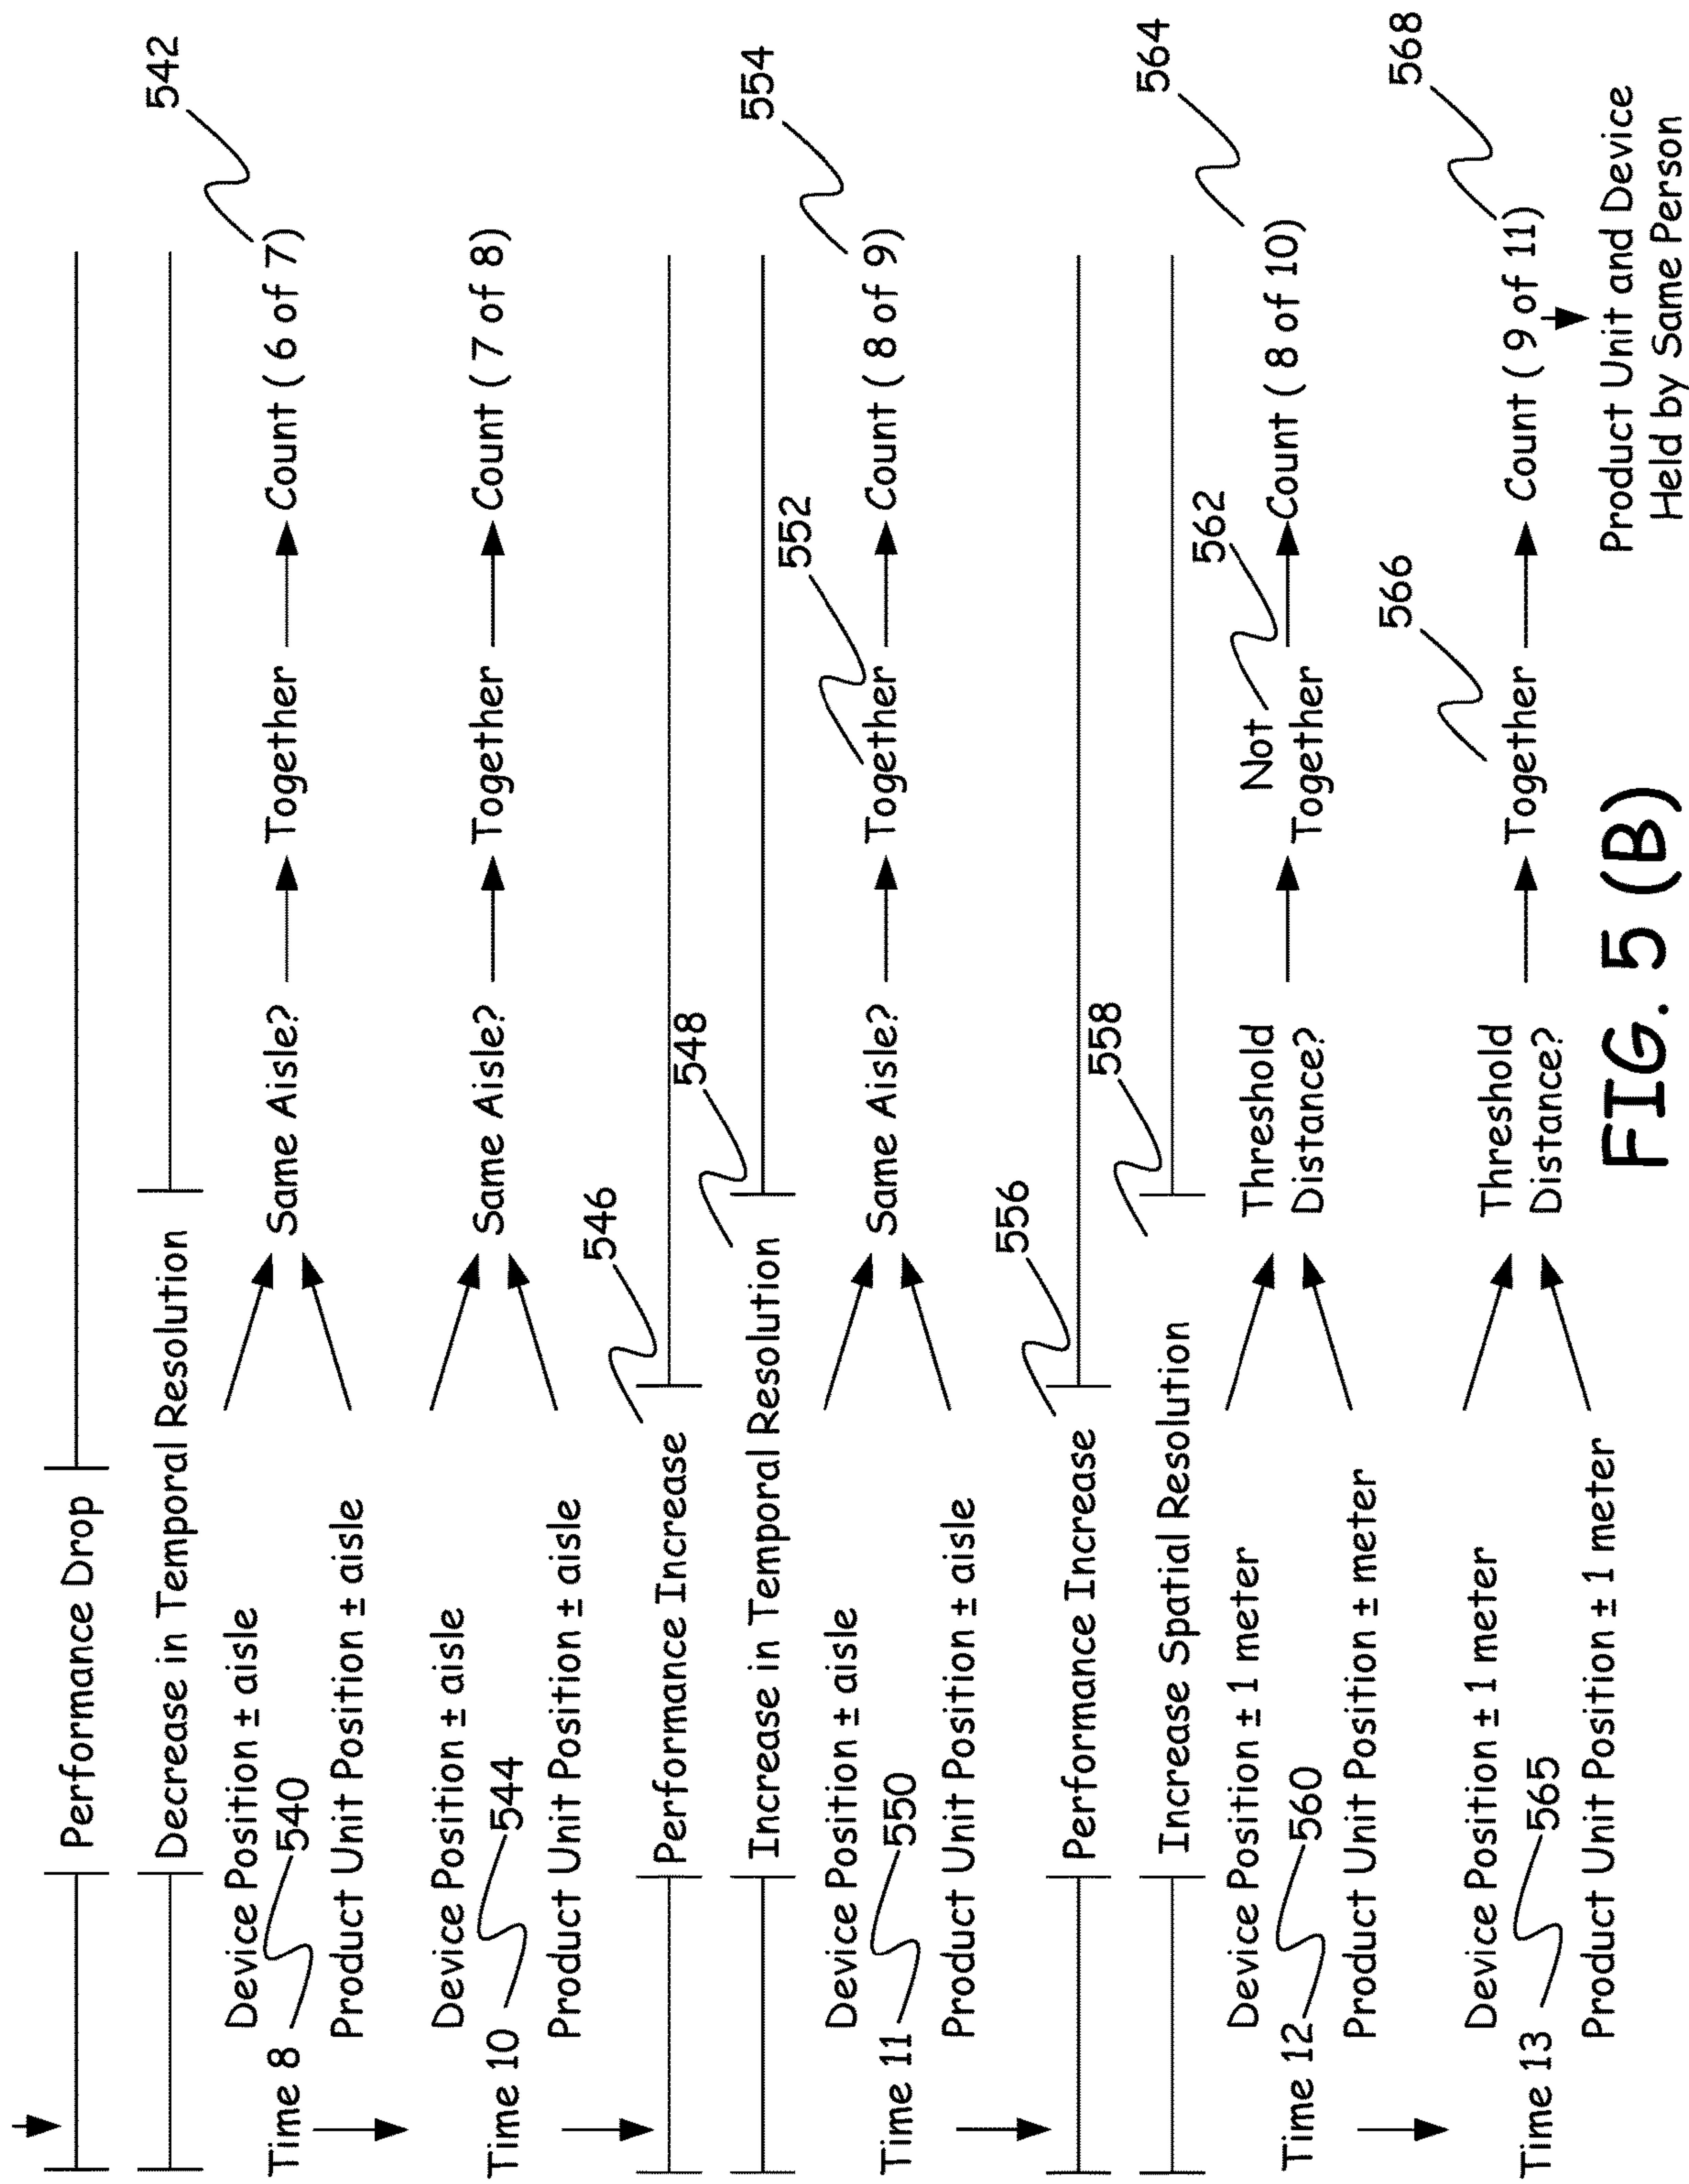 Performance Drop
Decrease in Temporal Resolution
542
Device Position ± aisle
Time 8
540
Same Aisle?
Together
Count ( 6 of 7)
Product Unit Position ± aisle
Device Position ± aisle
Time 10
544
Same Aisle?
Together
Count ( 7 of 8)
Product Unit Position ± aisle
546
Performance Increase
548
Increase in Temporal Resolution
554
Device Position ± aisle
552
Time 11
550
Same Aisle?
Together
Count ( 8 of 9)
Product Unit Position ± aisle
556
Performance Increase
558
Increase Spatial Resolution
564
Device Position ± 1 meter
562
Time 12
560
Threshold
Distance?
Not
Together
Count ( 8 of 10)
Product Unit Position ± meter
568
Device Position ± 1 meter
566
Time 13
565
Threshold
Distance?
Together
Count ( 9 of 11)
Product Unit Position ± 1 meter
Product Unit and Device
Held by Same Person
FIG. 5 (B)